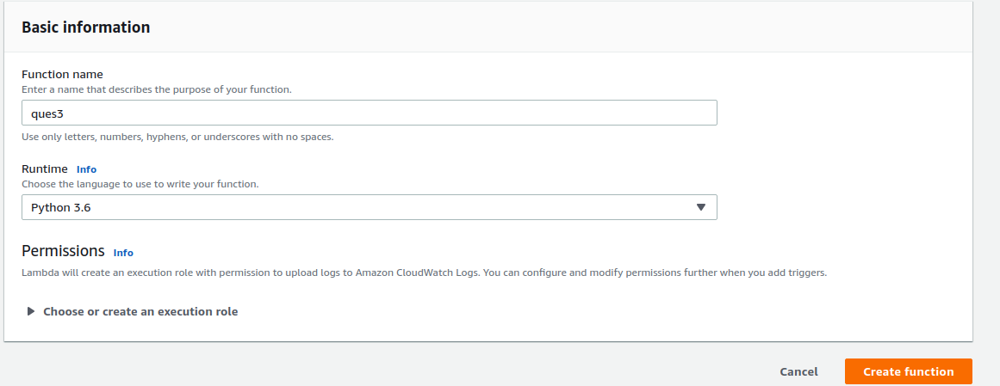 Basic information
Function name
Enter a name that describes the purpose of your function.
ques3
Use only letters, numbers, hyphens, or underscores with no spaces.
Runtime Info
Choose the language to use to write your function.
Python 3.6
Permissions Info
Lambda will create an execution role with permission to upload logs to Amazon CloudWatch Logs. You can configure and modify permissions further when you add triggers.
Choose or create an execution role
Cancel Create function